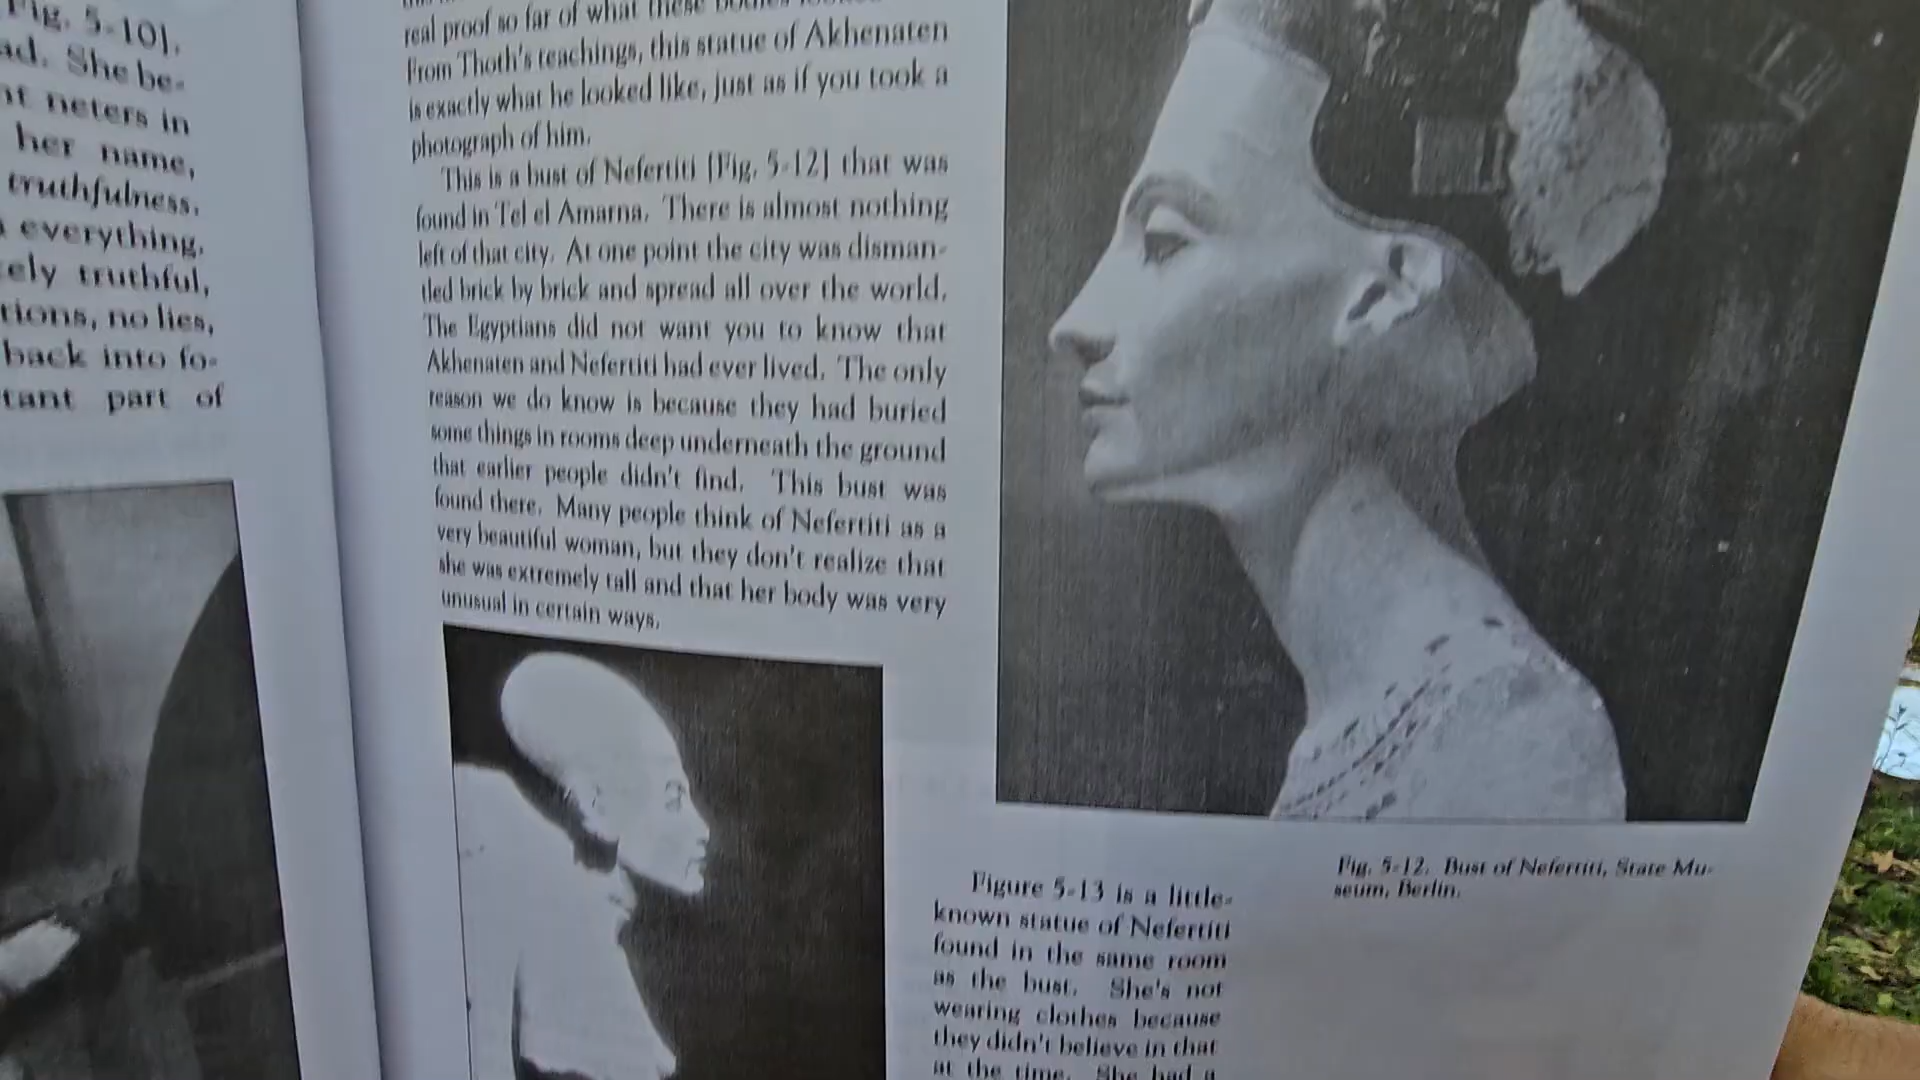 Fig. 5-10].
ad. She be-
nt neters in
her name,
truthfulness.
everything.
ely truthful,
tions, no lies,
back into fo-
tant part of
real proof so far of what these bodies looked
From Thoth's teachings, this statue of Akhenaten
is exactly what he looked like, just as if you took a
photograph of him.
This is a bust of Nefertiti [Fig. 5-12] that was
found in Tel el Amarna. There is almost nothing
left of that city. At one point the city was disman-
tled brick by brick and spread all over the world.
The Egyptians did not want you to know that
Akhenaten and Nefertiti had ever lived. The only
reason we do know is because they had buried
some things in rooms deep underneath the ground
that earlier people didn't find. This bust was
found there. Many people think of Nefertiti as a
very beautiful woman, but they don't realize that
she was extremely tall and that her body was very
unusual in certain ways.
Fig. 5-12. Bust of Nefertiti, State Mu-
seum, Berlin.
Figure 5-13 is a little-
known statue of Nefertiti
found in the same room
as the bust. She's not
wearing clothes because
they didn't believe in that
at the time. She had a